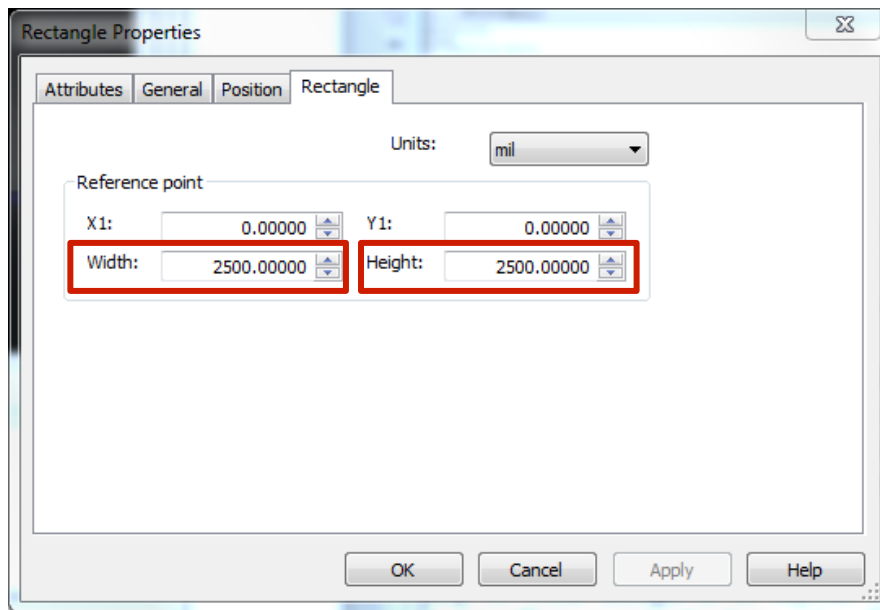 Rectangle Properties
Attributes General Position Rectangle
Units: mil
Reference point
X1: 0.00000 Y1: 0.00000
Width: 2500.00000 Height: 2500.00000
OK Cancel Apply Help